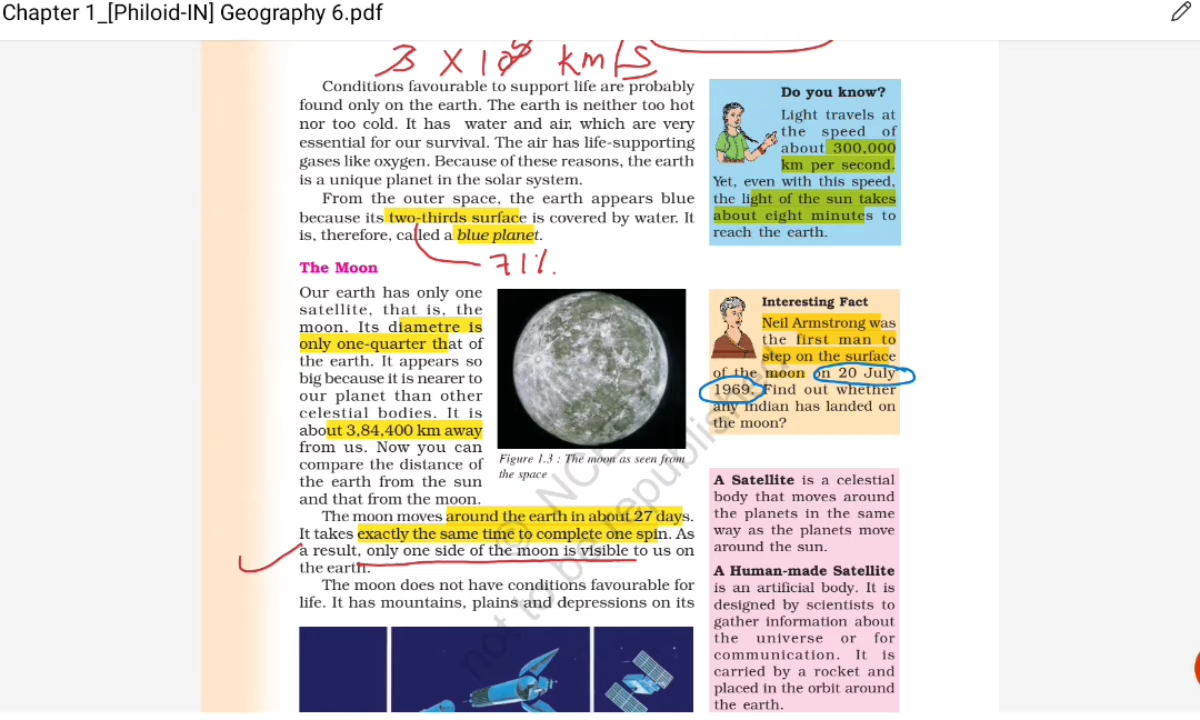 Chapter 1_[Philoid-IN] Geography 6.pdf
Conditions favourable to support life are probably
found only on the earth. The earth is neither too hot
nor too cold. It has water and air, which are very
essential for our survival. The air has life-supporting
gases like oxygen. Because of these reasons, the earth
is a unique planet in the solar system.
From the outer space, the earth appears blue
because its two-thirds surface is covered by water. It
is, therefore, called a blue planet.
71%.
The Moon
Our earth has only one
satellite, that is, the
moon. Its diametre is
only one-quarter that of
the earth. It appears so
big because it is nearer to
our planet than other
celestial bodies. It is
about 3,84,400 km away
from us. Now you can
compare the distance of
the earth from the sun
and that from the moon.
Figure 1.3 : The moon as seen from
the space
The moon moves around the earth in about 27 days.
It takes exactly the same time to complete one spin. As
a result, only one side of the moon is visible to us on
the earth.
The moon does not have conditions favourable for
life. It has mountains, plains and depressions on its
Do you know?
Light travels at
the speed of
about 300,000
km per second.
Yet, even with this speed,
the light of the sun takes
about eight minutes to
reach the earth.
Interesting Fact
Neil Armstrong was
the first man to
step on the surface
of the moon on 20 July
1969. Find out whether
any Indian has landed on
the moon?
A Satellite is a celestial
body that moves around
the planets in the same
way as the planets move
around the sun.
A Human-made Satellite
is an artificial body. It is
designed by scientists to
gather information about
the universe or for
communication. It is
carried by a rocket and
placed in the orbit around
the earth.
not to be republished